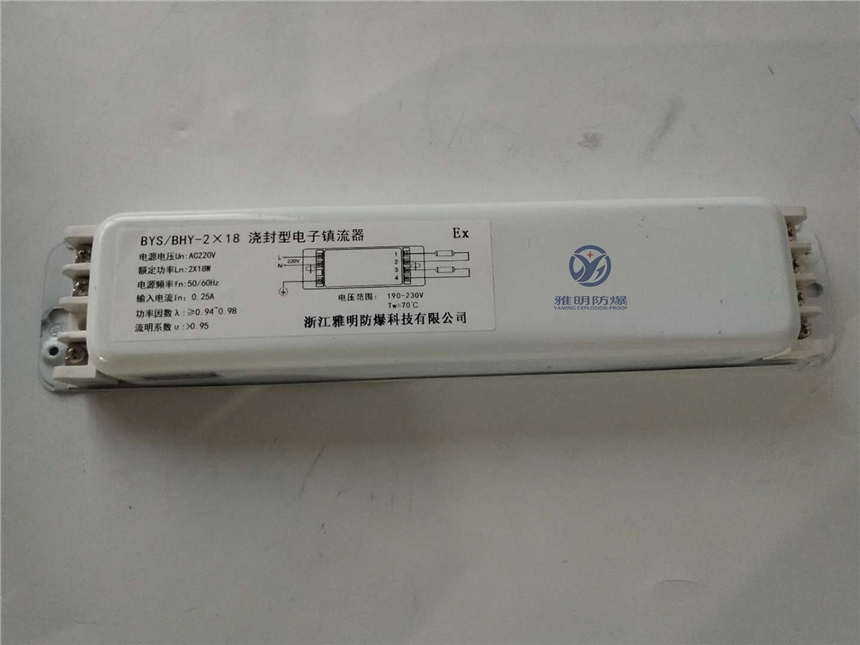 BYS/BHY-2×18 浇封型电子镇流器 Ex
电源电压Un:AC220V
额定功率Ln:2X18W
电源频率fn:50/60Hz
输入电流In: 0.25A
功率因数λ:≥0.94~0.98
流明系数υ:>0.95
L
220V
N
1
2
3
4
电压范围: 190-230V
Tw=70℃
浙江雅明防爆科技有限公司
雅明防爆
YAMING EXPLOSION-PROOF